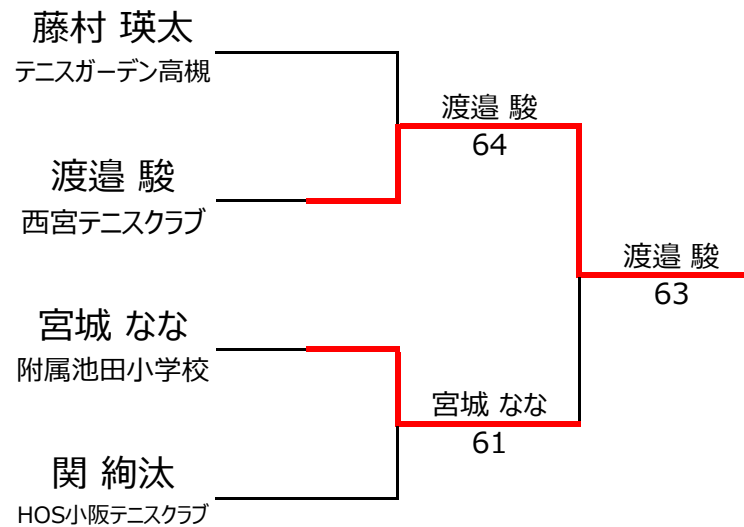 藤村 瑛太
テニスガーデン高槻
渡邉 駿
64
渡邉 駿
西宮テニスクラブ
渡邉 駿
63
宮城 なな
附属池田小学校
宮城 なな
61
関 絢汰
HOS小阪テニスクラブ